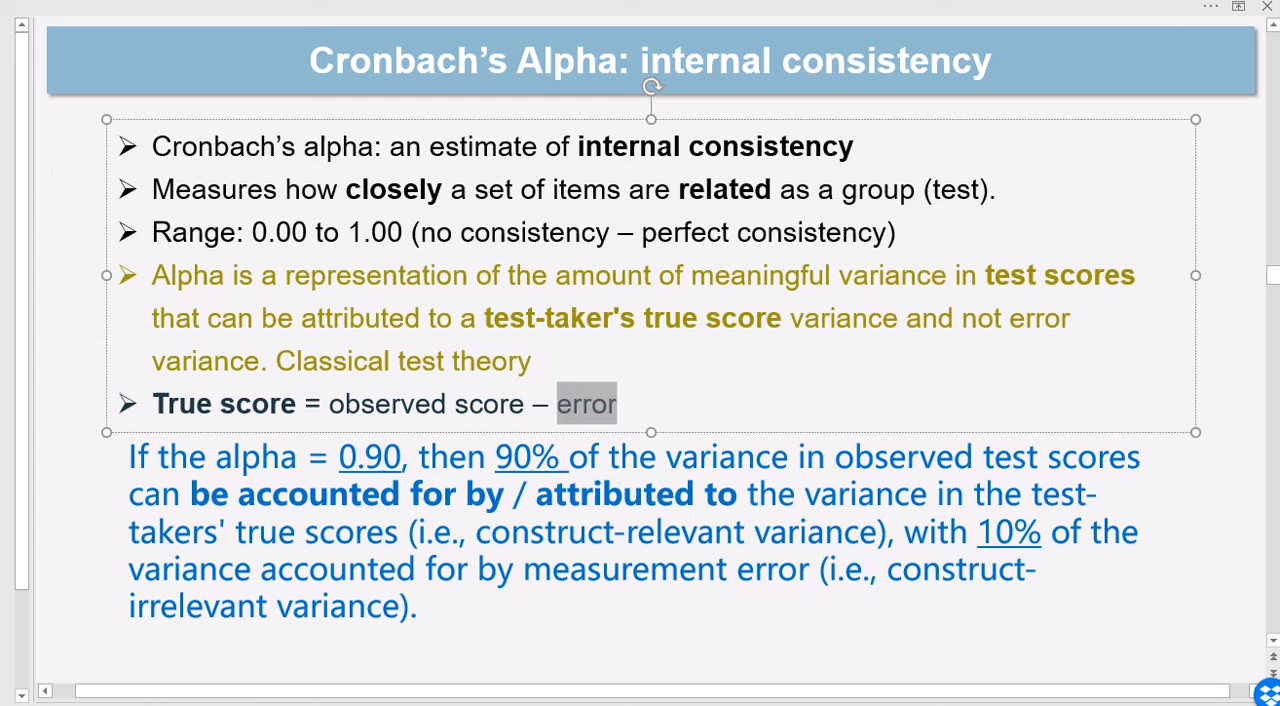 Cronbach’s Alpha: internal consistency
➢ Cronbach’s alpha: an estimate of internal consistency
➢ Measures how closely a set of items are related as a group (test).
➢ Range: 0.00 to 1.00 (no consistency – perfect consistency)
➢ Alpha is a representation of the amount of meaningful variance in test scores
that can be attributed to a test-taker's true score variance and not error
variance. Classical test theory
➢ True score = observed score – error
If the alpha = 0.90, then 90% of the variance in observed test scores
can be accounted for by / attributed to the variance in the test-
takers' true scores (i.e., construct-relevant variance), with 10% of the
variance accounted for by measurement error (i.e., construct-
irrelevant variance).